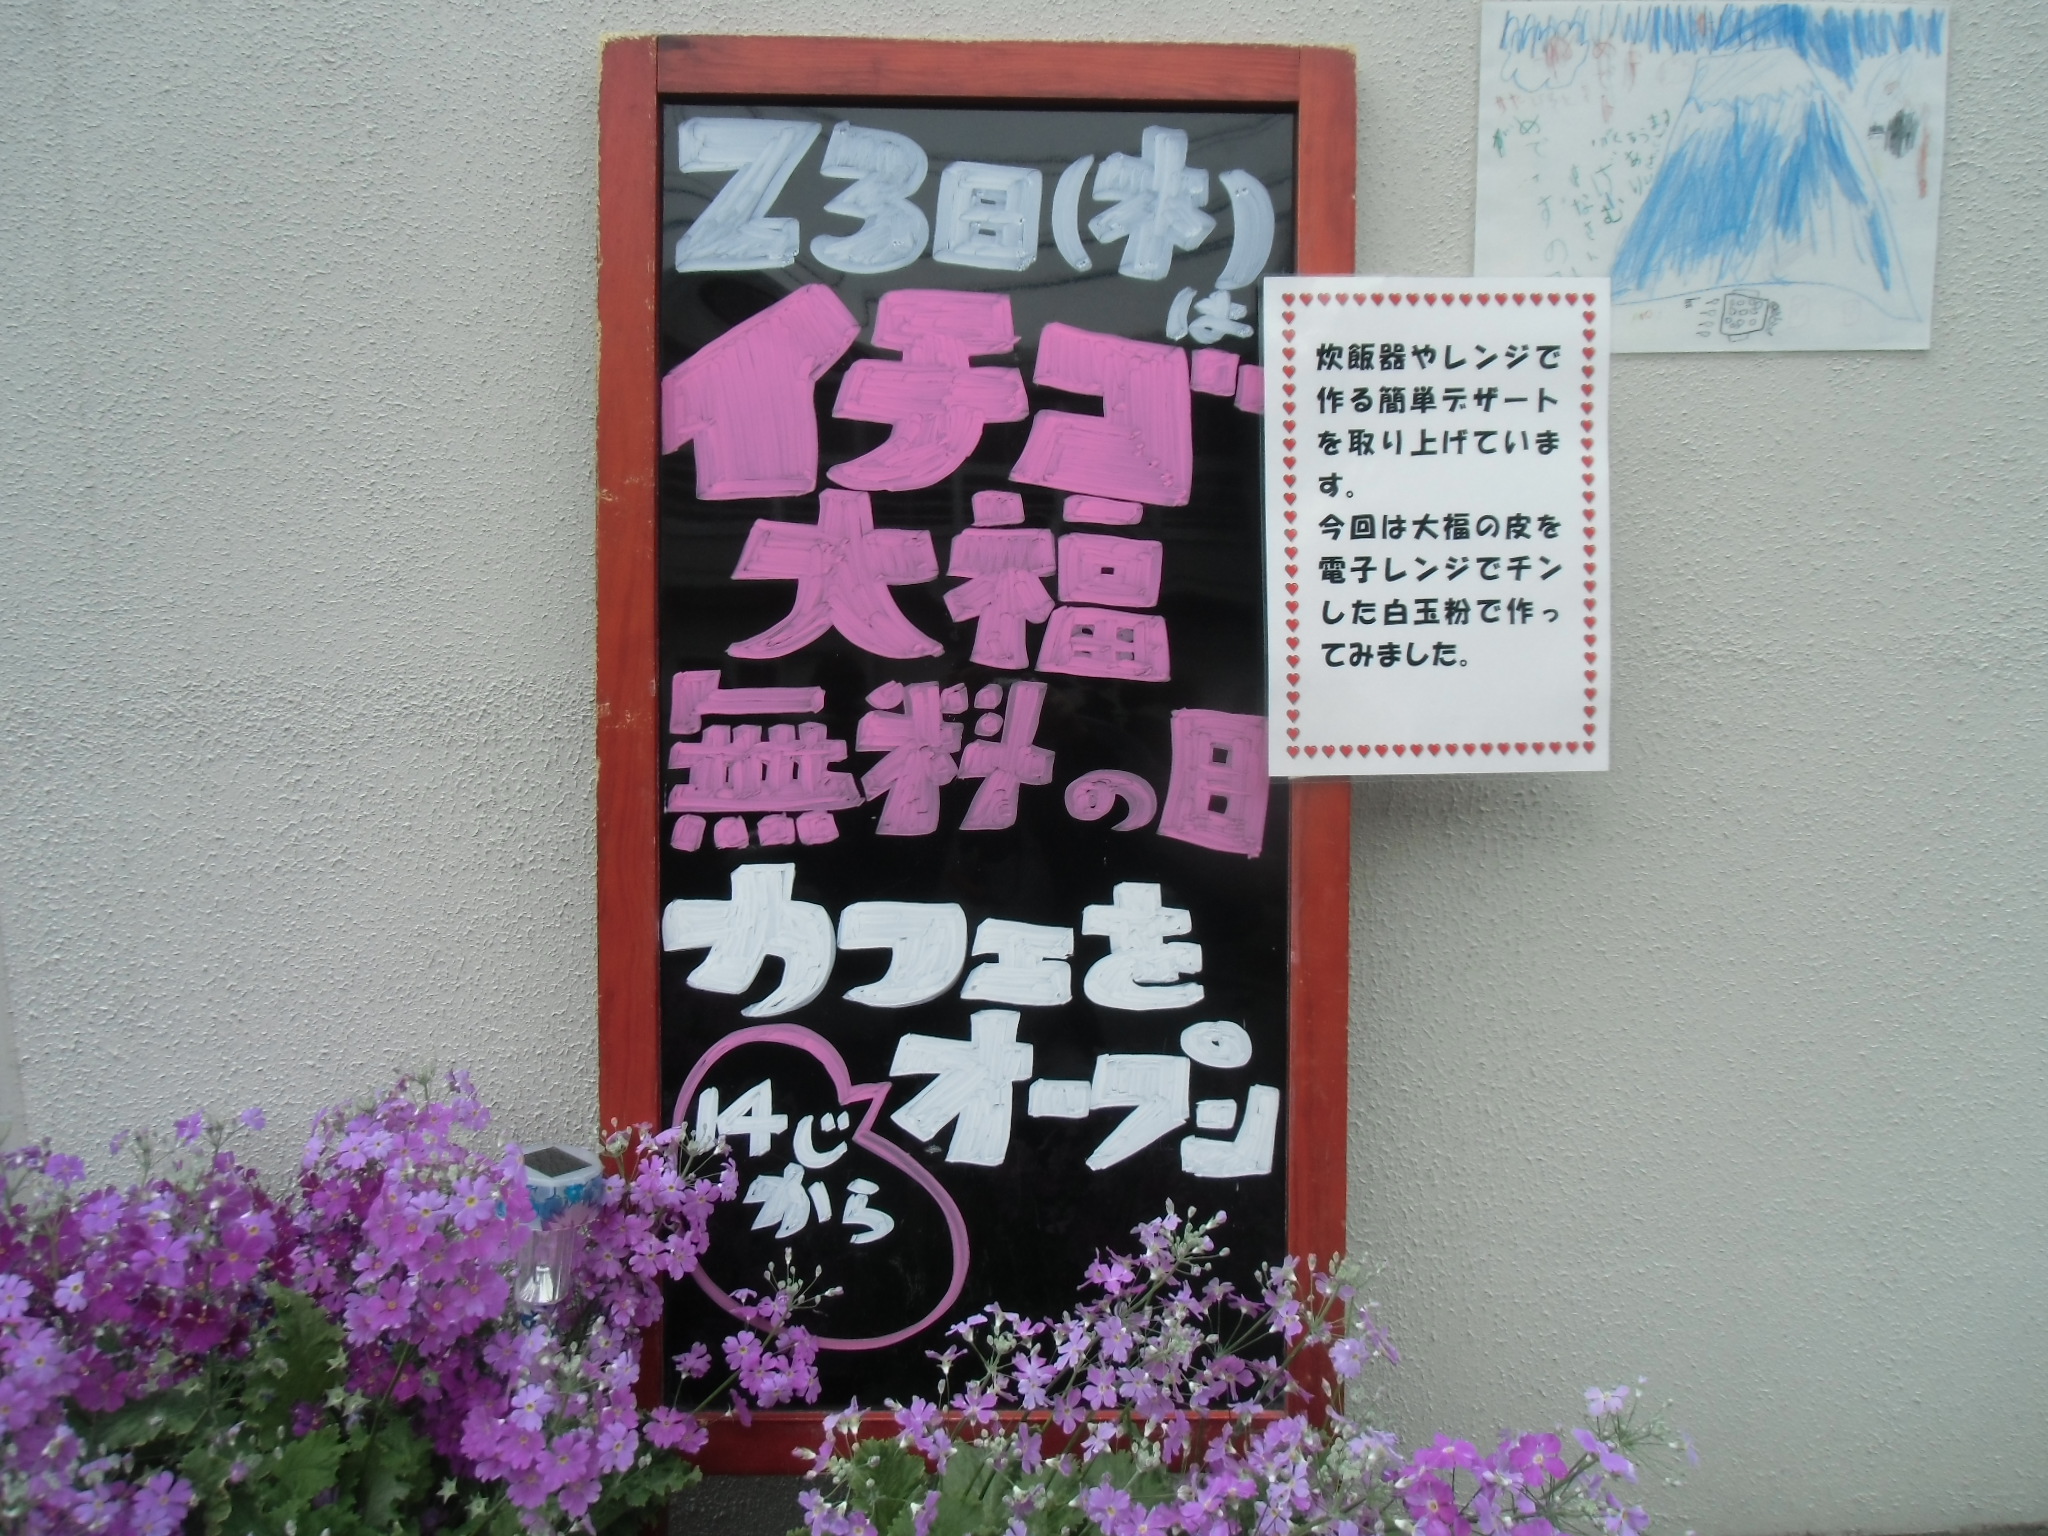 23日(木)
は
イチゴ
大福
無料の日
カフェを
オープン
14じ
から
炊飯器やレンジで
作る簡単デザート
を取り上げていま
す。
今回は大福の皮を
電子レンジでチン
した白玉粉で作っ
てみました。